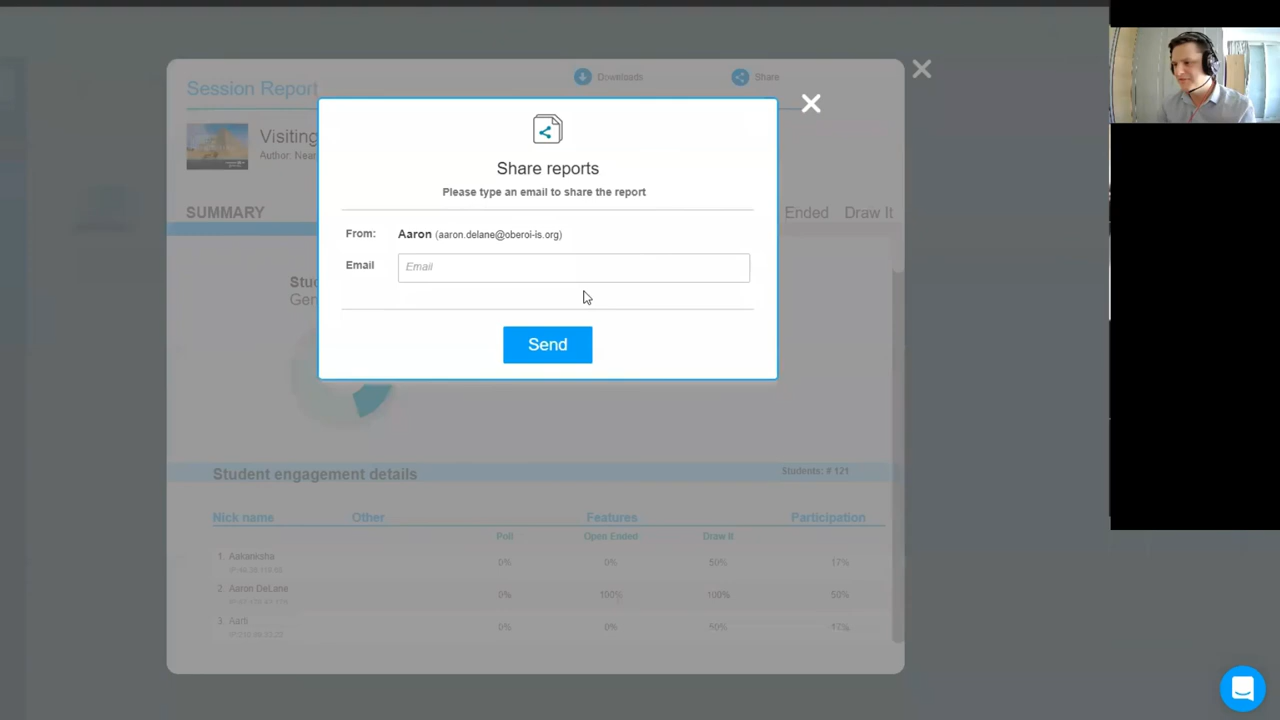 Session Report
Downloads
Share
Visiting
Author: Near
SUMMARY
Ended
Draw It
Share reports
Please type an email to share the report
From: Aaron (aaron.delane@oberoi-is.org)
Email
Email
Send
Stu
Gen
Student engagement details
Students: # 121
Nick name Other Features Participation
Poll Open Ended Draw It
1. Aakanksha 0% 0% 50% 17%
2. Aaron DeLane 0% 100% 100% 50%
3 Aarti 0% 0% 50% 17%